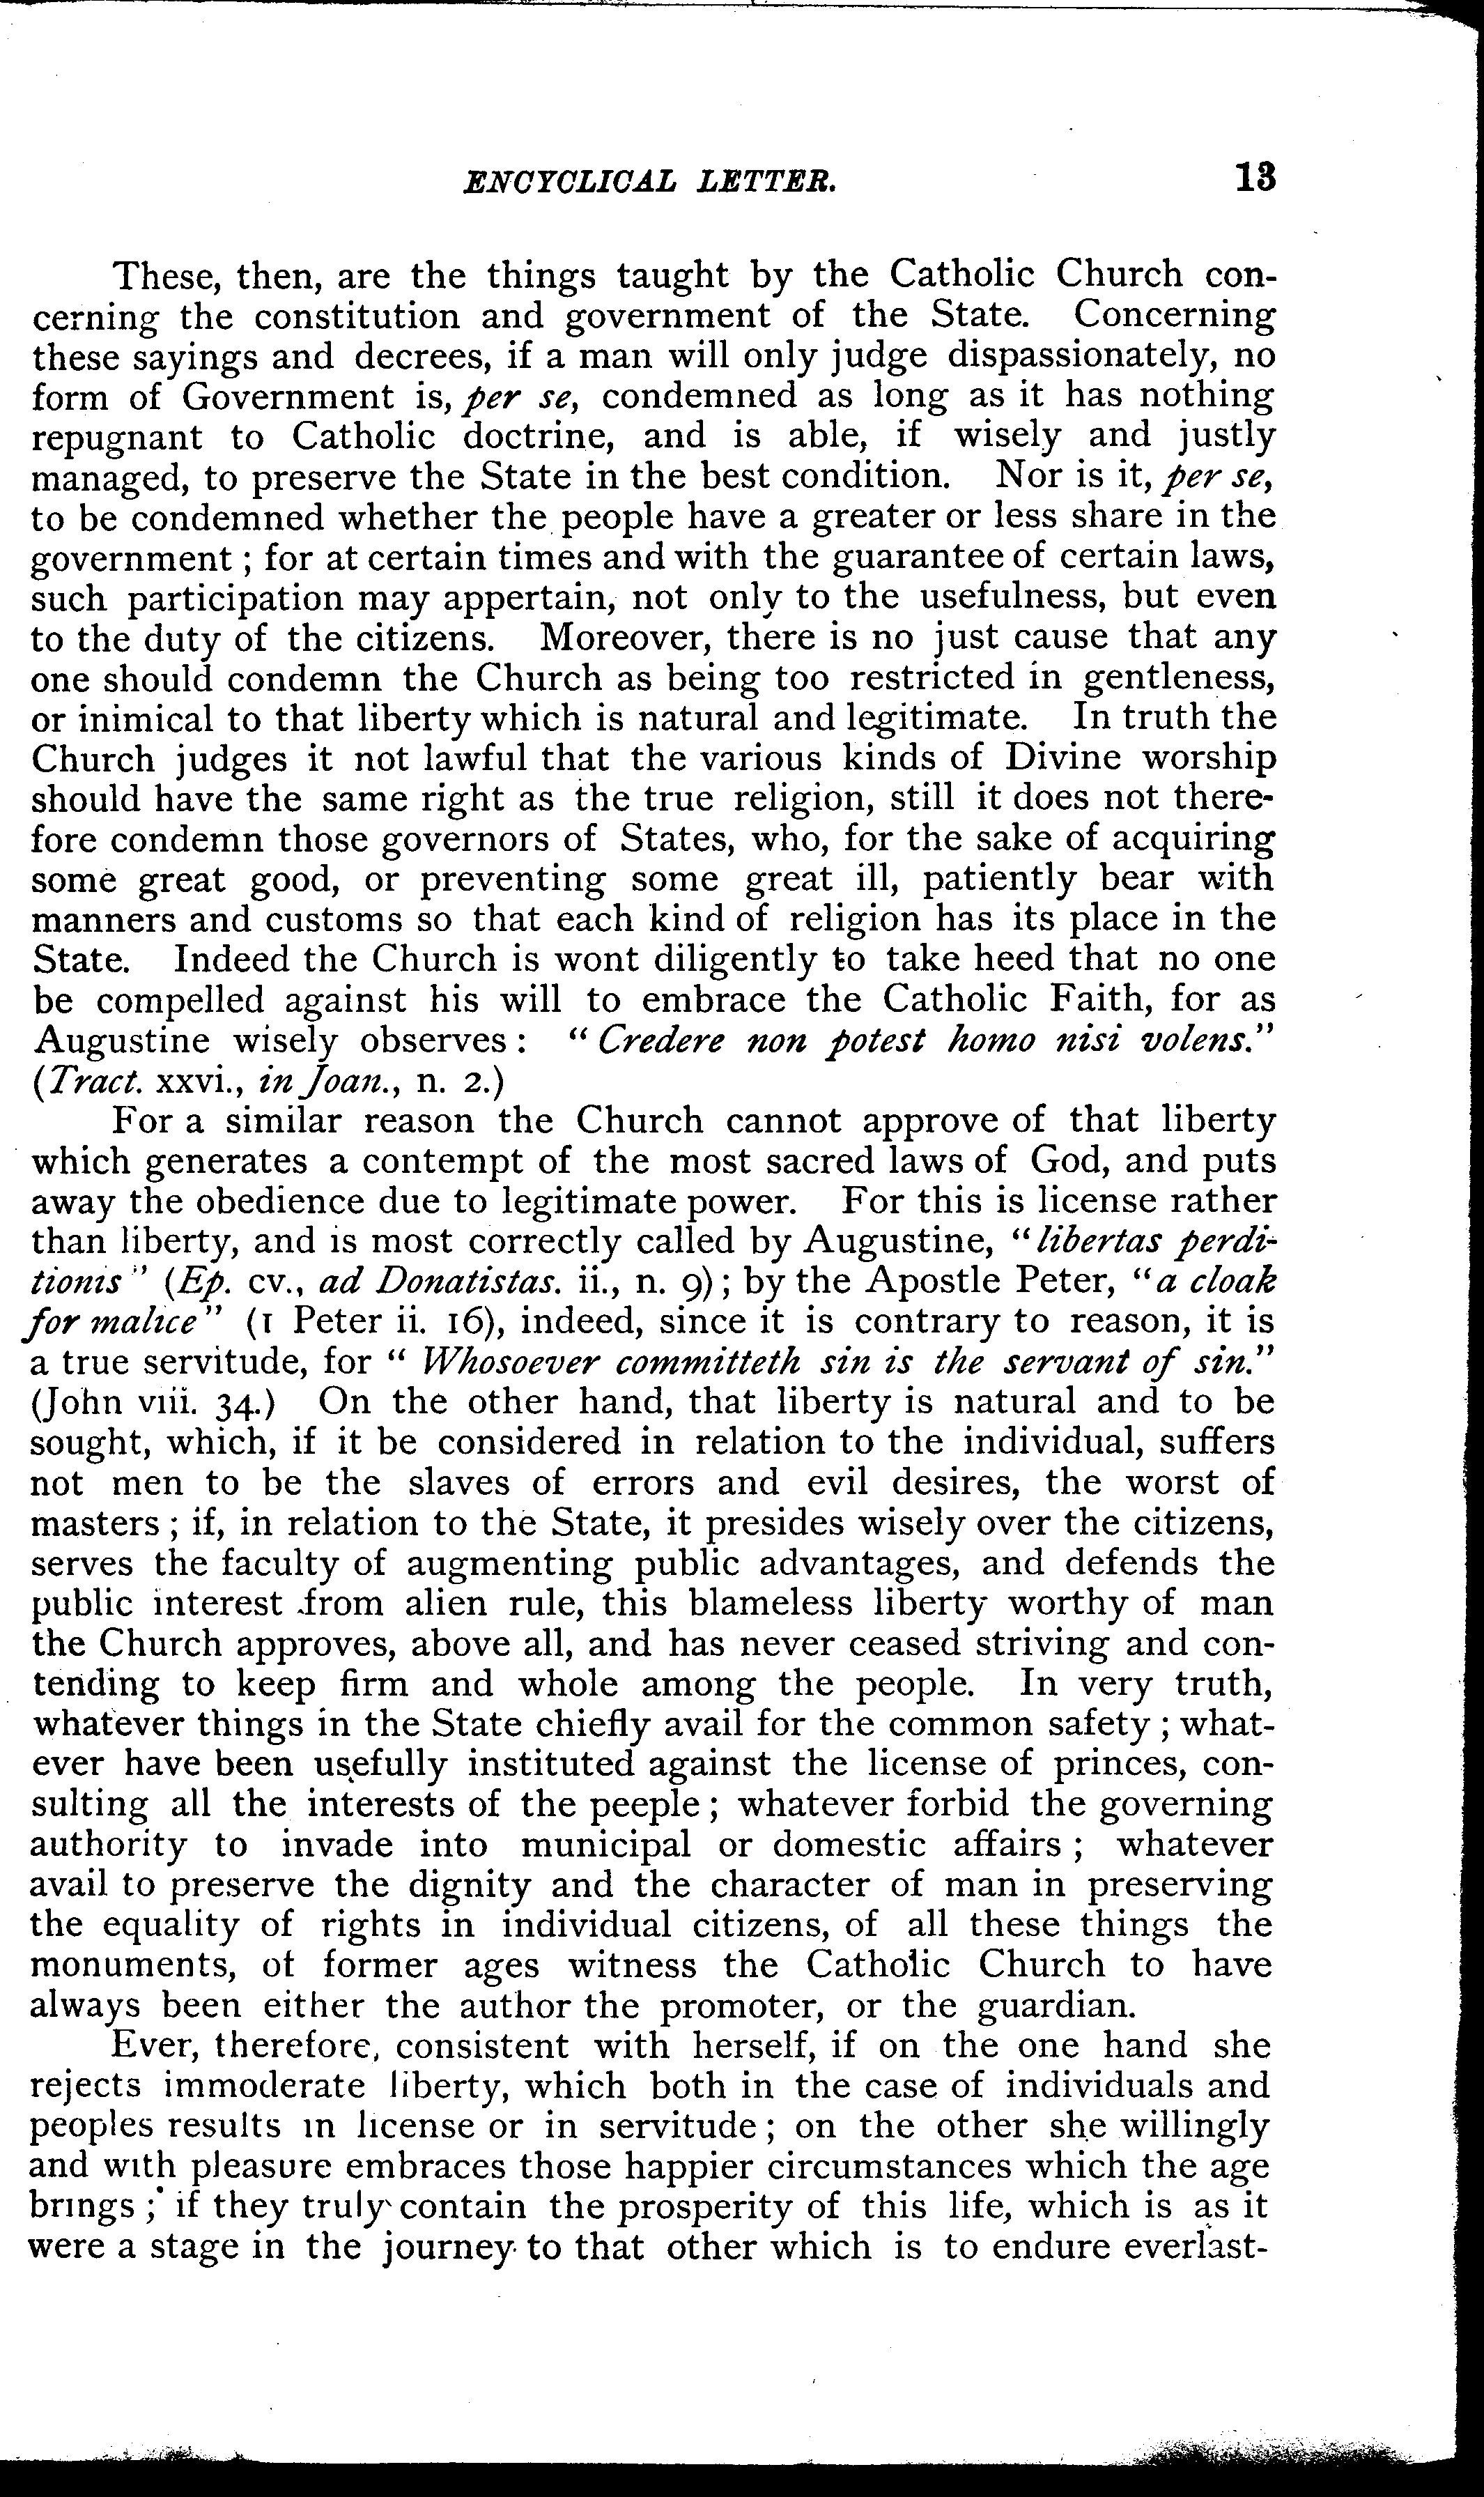 ENCYCLICAL LETTER. 13
These, then, are the things taught by the Catholic Church con-
cerning the constitution and government of the State. Concerning
these sayings and decrees, if a man will only judge dispassionately, no
form of Government is, per se, condemned as long as it has nothing
repugnant to Catholic doctrine, and is able, if wisely and justly
managed, to preserve the State in the best condition. Nor is it, per se,
to be condemned whether the people have a greater or less share in the
government ; for at certain times and with the guarantee of certain laws,
such participation may appertain, not only to the usefulness, but even
to the duty of the citizens. Moreover, there is no just cause that any
one should condemn the Church as being too restricted in gentleness,
or inimical to that liberty which is natural and legitimate. In truth the
Church judges it not lawful that the various kinds of Divine worship
should have the same right as the true religion, still it does not there-
fore condemn those governors of States, who, for the sake of acquiring
some great good, or preventing some great ill, patiently bear with
manners and customs so that each kind of religion has its place in the
State. Indeed the Church is wont diligently to take heed that no one
be compelled against his will to embrace the Catholic Faith, for as
Augustine wisely observes : "Credere non potest homo nisi volens."
(Tract. xxvi., in Joan., n. 2.)
For a similar reason the Church cannot approve of that liberty
which generates a contempt of the most sacred laws of God, and puts
away the obedience due to legitimate power. For this is license rather
than liberty, and is most correctly called by Augustine, "libertas perdi-
tionis" (Ep. cv., ad Donatistas. ii., n. 9) ; by the Apostle Peter, "a cloak
for malice" (1 Peter ii. 16), indeed, since it is contrary to reason, it is
a true servitude, for "Whosoever committeth sin is the servant of sin."
(John viii. 34.) On the other hand, that liberty is natural and to be
sought, which, if it be considered in relation to the individual, suffers
not men to be the slaves of errors and evil desires, the worst of
masters ; if, in relation to the State, it presides wisely over the citizens,
serves the faculty of augmenting public advantages, and defends the
public interest from alien rule, this blameless liberty worthy of man
the Church approves, above all, and has never ceased striving and con-
tending to keep firm and whole among the people. In very truth,
whatever things in the State chiefly avail for the common safety ; what-
ever have been usefully instituted against the license of princes, con-
sulting all the interests of the peeple ; whatever forbid the governing
authority to invade into municipal or domestic affairs ; whatever
avail to preserve the dignity and the character of man in preserving
the equality of rights in individual citizens, of all these things the
monuments, of former ages witness the Catholic Church to have
always been either the author the promoter, or the guardian.
Ever, therefore, consistent with herself, if on the one hand she
rejects immoderate liberty, which both in the case of individuals and
peoples results in license or in servitude ; on the other she willingly
and with pleasure embraces those happier circumstances which the age
brings ; if they truly contain the prosperity of this life, which is as it
were a stage in the journey to that other which is to endure everlast-